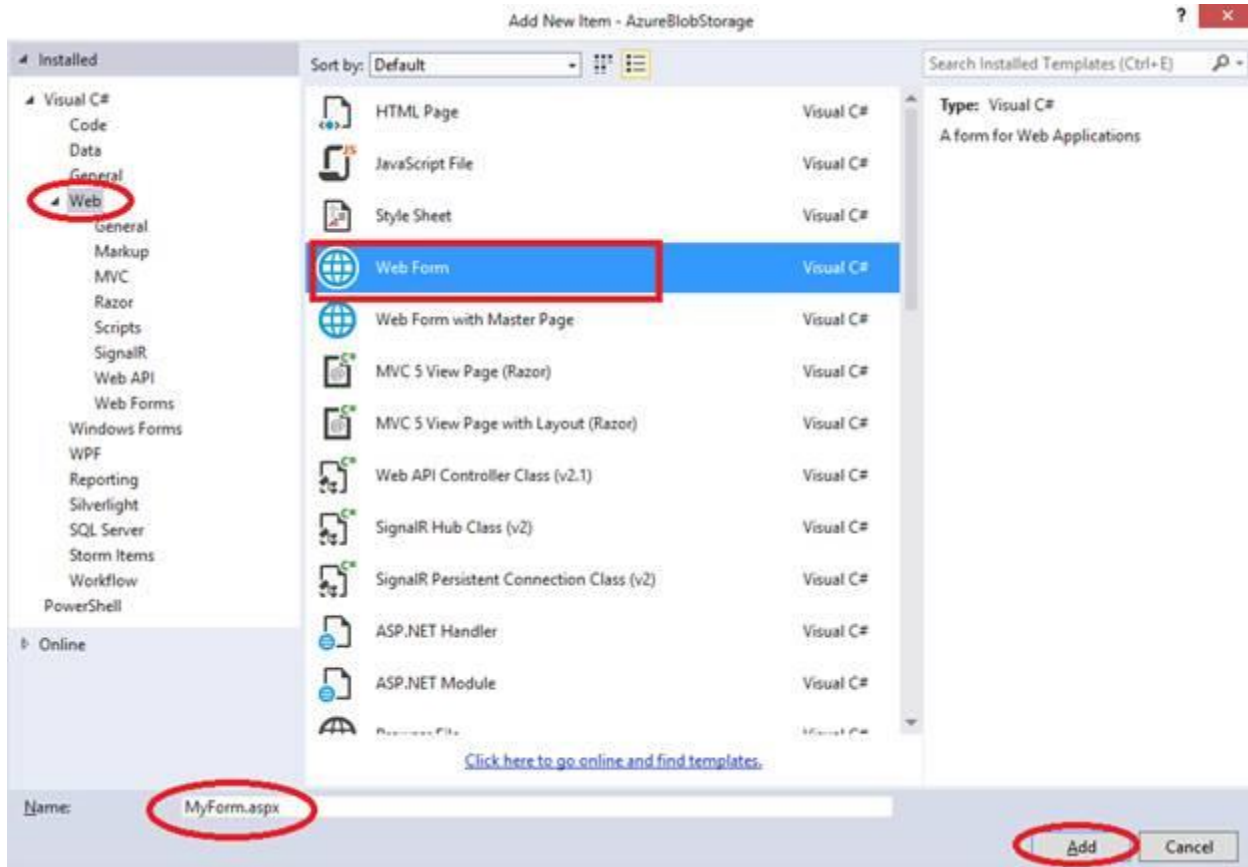 Add New Item - AzureBlobStorage
?
Installed
Sort by: Default
Search Installed Templates (Ctrl+E)
Visual C#
Code
Data
General
Web
General
Markup
MVC
Razor
Scripts
SignalR
Web API
Web Forms
Windows Forms
WPF
Reporting
Silverlight
SQL Server
Storm Items
Workflow
PowerShell
Online
HTML Page Visual C#
JavaScript File Visual C#
Style Sheet Visual C#
Web Form Visual C#
Web Form with Master Page Visual C#
MVC 5 View Page (Razor) Visual C#
MVC 5 View Page with Layout (Razor) Visual C#
Web API Controller Class (v2.1) Visual C#
SignalR Hub Class (v2) Visual C#
SignalR Persistent Connection Class (v2) Visual C#
ASP.NET Handler Visual C#
ASP.NET Module Visual C#
Click here to go online and find templates.
Type: Visual C#
A form for Web Applications
Name: MyForm.aspx
Add Cancel